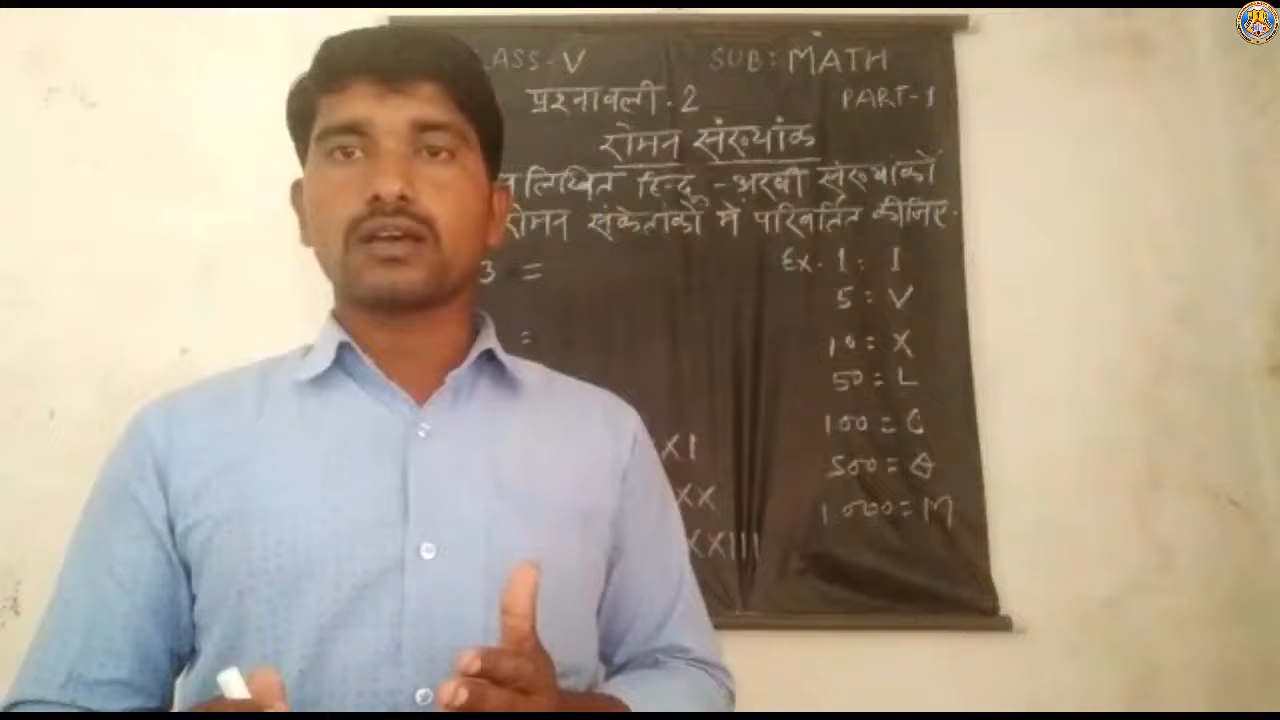 LASS-V SUB: MATH
प्रश्नावली.2 PART-1
रोमन संख्यांक
लिखित हिन्दू-अरबी संख्यांकों
रोमन संकेतांकों में परिवर्तित कीजिए.
3 = Ex. 1: I
5 : V
=
10 = X
50 = L
100 = C
XI
500 =
XX
1000 = M
XXIII